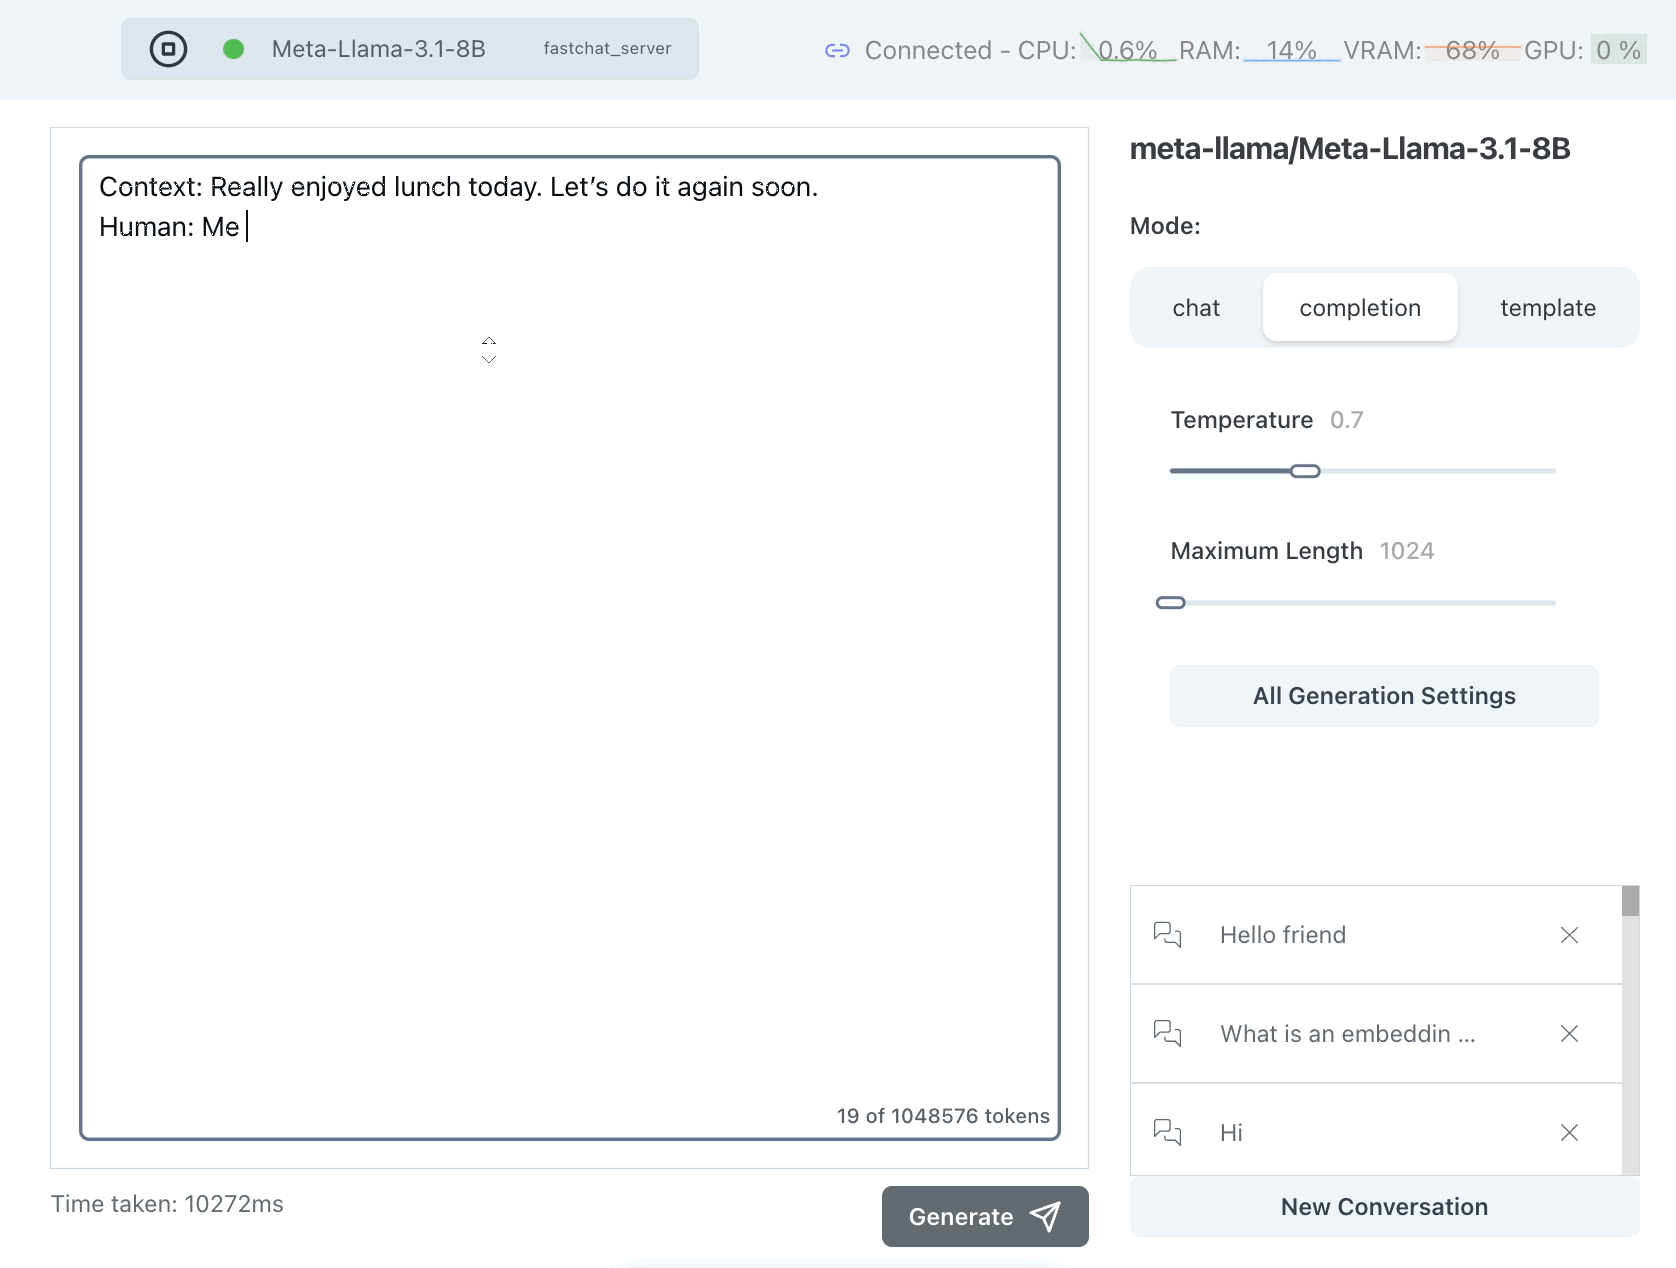 Meta-Llama-3.1-8B fastchat_server
Connected - CPU: 0.6% RAM: 14% VRAM: 68% GPU: 0 %
Context: Really enjoyed lunch today. Let’s do it again soon.
Human: Me
19 of 1048576 tokens
Time taken: 10272ms
Generate
meta-llama/Meta-Llama-3.1-8B
Mode:
chat completion template
Temperature 0.7
Maximum Length 1024
All Generation Settings
Hello friend
What is an embeddin ...
Hi
New Conversation